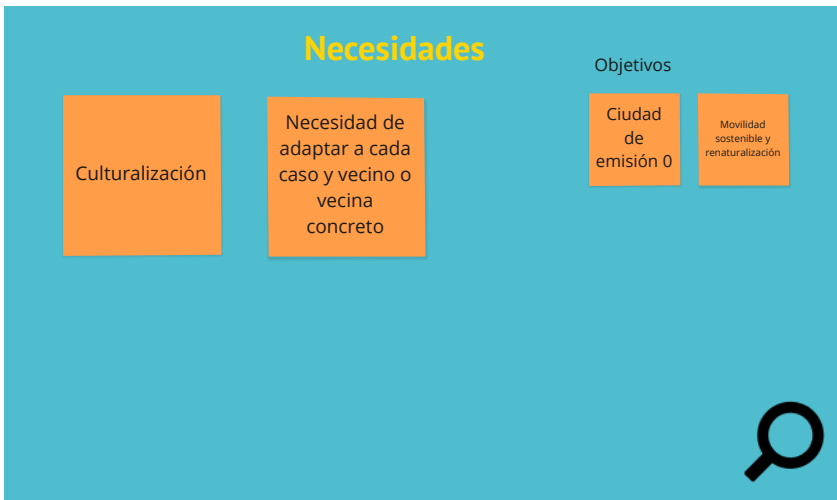 Necesidades
Culturalización
Necesidad de
adaptar a cada
caso y vecino o
vecina
concreto
Objetivos
Ciudad
de
emisión 0
Movilidad
sostenible y
renaturalización